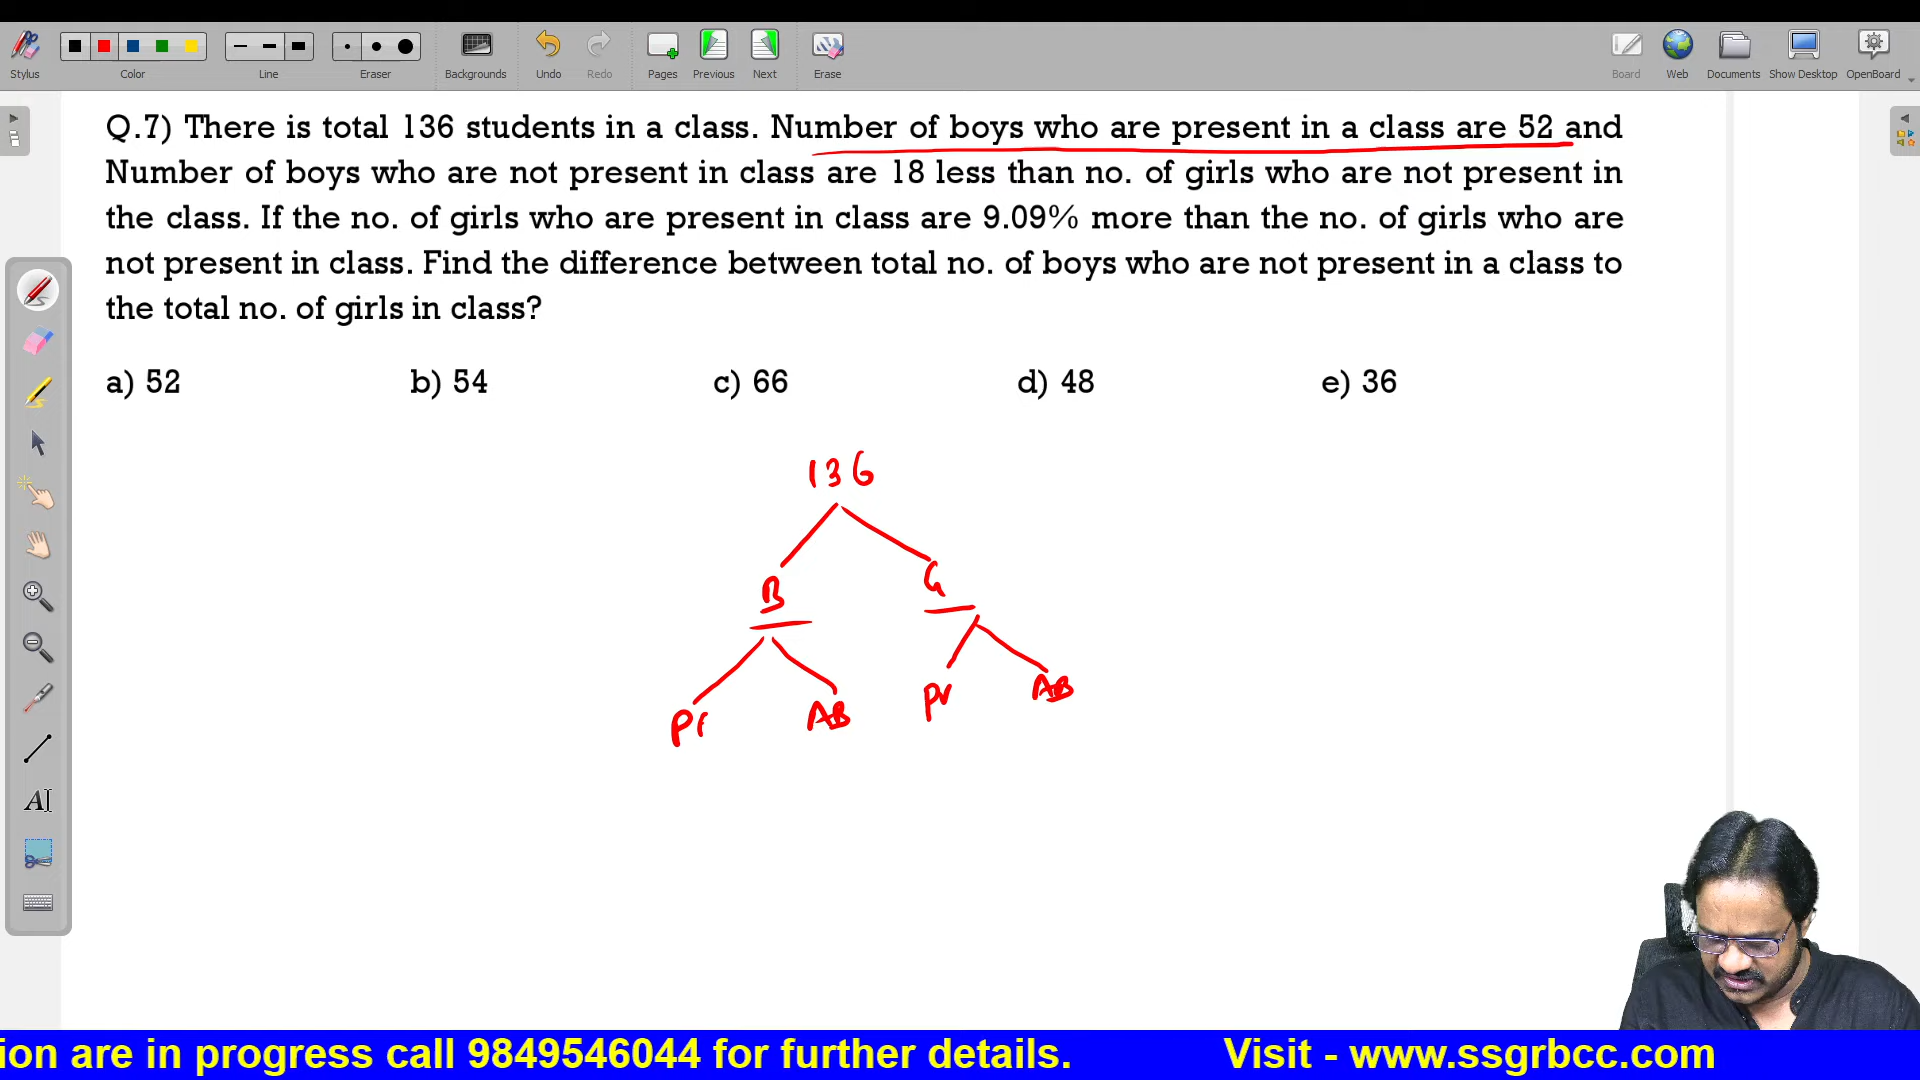 Stylus
Color
Line
Eraser
Backgrounds
Undo
Redo
Pages
Previous
Next
Erase
Board
Web
Documents
Show Desktop
OpenBoard
Q.7) There is total 136 students in a class. Number of boys who are present in a class are 52 and
Number of boys who are not present in class are 18 less than no. of girls who are not present in
the class. If the no. of girls who are present in class are 9.09% more than the no. of girls who are
not present in class. Find the difference between total no. of boys who are not present in a class to
the total no. of girls in class?
a) 52 b) 54 c) 66 d) 48 e) 36
136
B G
Pr AB Pr AB
ion are in progress call 9849546044 for further details. Visit - www.ssgrbcc.com